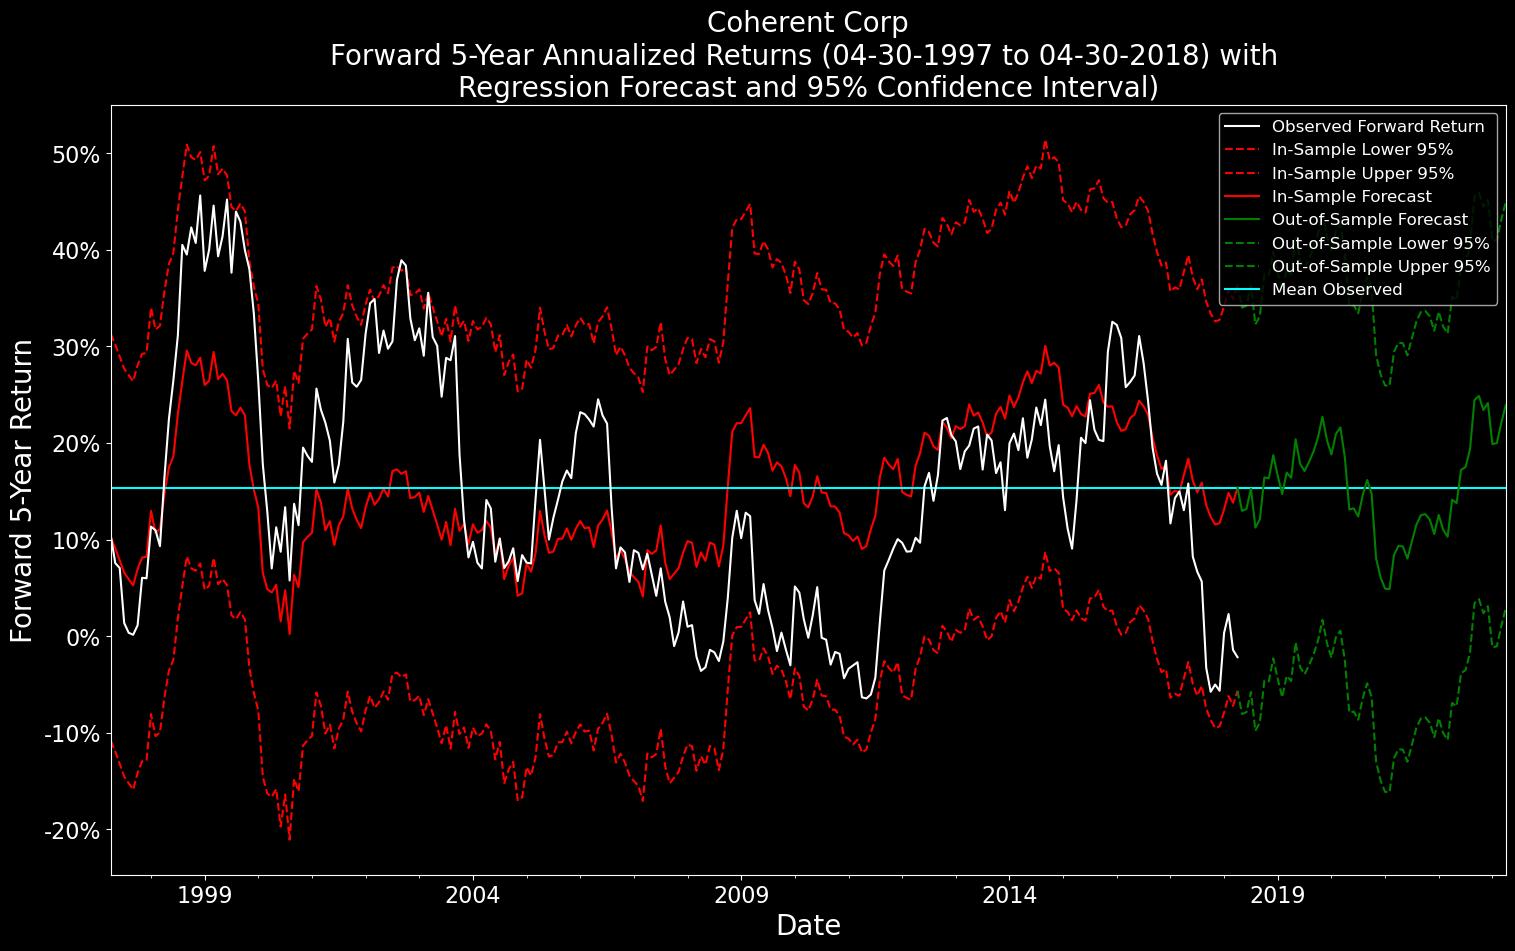 Coherent Corp
Forward 5-Year Annualized Returns (04-30-1997 to 04-30-2018) with
Regression Forecast and 95% Confidence Interval)
Forward 5-Year Return
50%
40%
30%
20%
10%
0%
-10%
-20%
Observed Forward Return
In-Sample Lower 95%
In-Sample Upper 95%
In-Sample Forecast
Out-of-Sample Forecast
Out-of-Sample Lower 95%
Out-of-Sample Upper 95%
Mean Observed
1999
2004
2009
2014
2019
Date